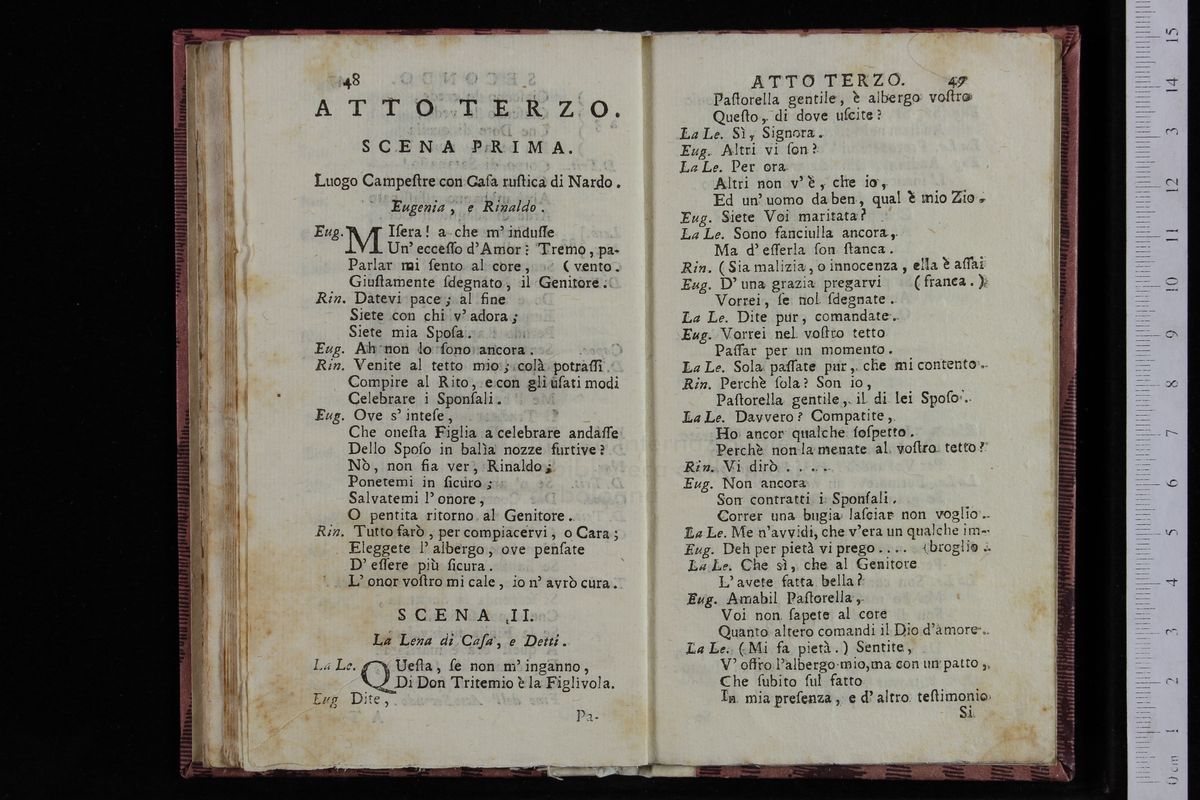 48
ATTO TERZO.
SCENA PRIMA.
Luogo Campeſtre con Caſa ruſtica di Nardo.
Eugenia, e Rinaldo.
Eug. MIſera! a che m' induſſe
Un' ecceſſo d'Amor? Tremo, pa-
Parlar mi ſento al core, (vento.
Giuſtamente ſdegnato, il Genitore.
Rin. Datevi pace; al fine
Siete con chi v' adora;
Siete mia Spoſa.
Eug. Ah non lo ſono ancora.
Rin. Venite al tetto mio; colà potraſſi
Compire al Rito, e con gli uſati modi
Celebrare i Sponſali.
Eug. Ove s' inteſe,
Che oneſta Figlia a celebrare andaſſe
Dello Spoſo in balìa nozze furtive?
Nò, non fia ver, Rinaldo;
Ponetemi in ſicuro;
Salvatemi l' onore,
O pentita ritorno al Genitore.
Rin. Tutto farò, per compiacervi, o Cara;
Eleggete l' albergo, ove penſate
D' eſſere più ſicura.
L' onor voſtro mi cale, io n' avrò cura.
SCENA II.
La Lena di Caſa, e Detti.
La Le. QUeſta, ſe non m' inganno,
Di Don Tritemio è la Figlivola.
Eug Dite,
Pa-
ATTO TERZO. 49
Paſtorella gentile, è albergo voſtro
Queſto, di dove uſcite?
La Le. Sì, Signora.
Eug. Altri vi ſon?
La Le. Per ora
Altri non v' è, che io,
Ed un' uomo da ben, qual è mio Zio.
Eug. Siete Voi maritata?
La Le. Sono fanciulla ancora,
Ma d' eſſerla ſon ſtanca.
Rin. (Sia malizia, o innocenza, ella è aſſai
Eug. D' una grazia pregarvi (franca.)
Vorrei, ſe nol ſdegnate.
La Le. Dite pur, comandate.
Eug. Vorrei nel voſtro tetto
Paſſar per un momento.
La Le. Sola paſſate pur, che mi contento.
Rin. Perchè ſola? Son io,
Paſtorella gentile, il di lei Spoſo.
La Le. Davvero? Compatite,
Ho ancor qualche ſoſpetto.
Perchè non la menate al voſtro tetto?
Rin. Vi dirò . . . .
Eug. Non ancora
Son contratti i Sponſali.
Correr una bugia laſciar non voglio.
La Le. Me n'avvidi, che v'era un qualche im-
Eug. Deh per pietà vi prego . . . . (broglio.
La Le. Che sì, che al Genitore
L' avete fatta bella?
Eug. Amabil Paſtorella,
Voi non ſapete al core
Quanto altero comandi il Dio d'amore.
La Le. (Mi fa pietà.) Sentite,
V' offro l'albergo mio, ma con un patto,
Che ſubito ſul fatto
In mia preſenza, e d' altro teſtimonio
Si